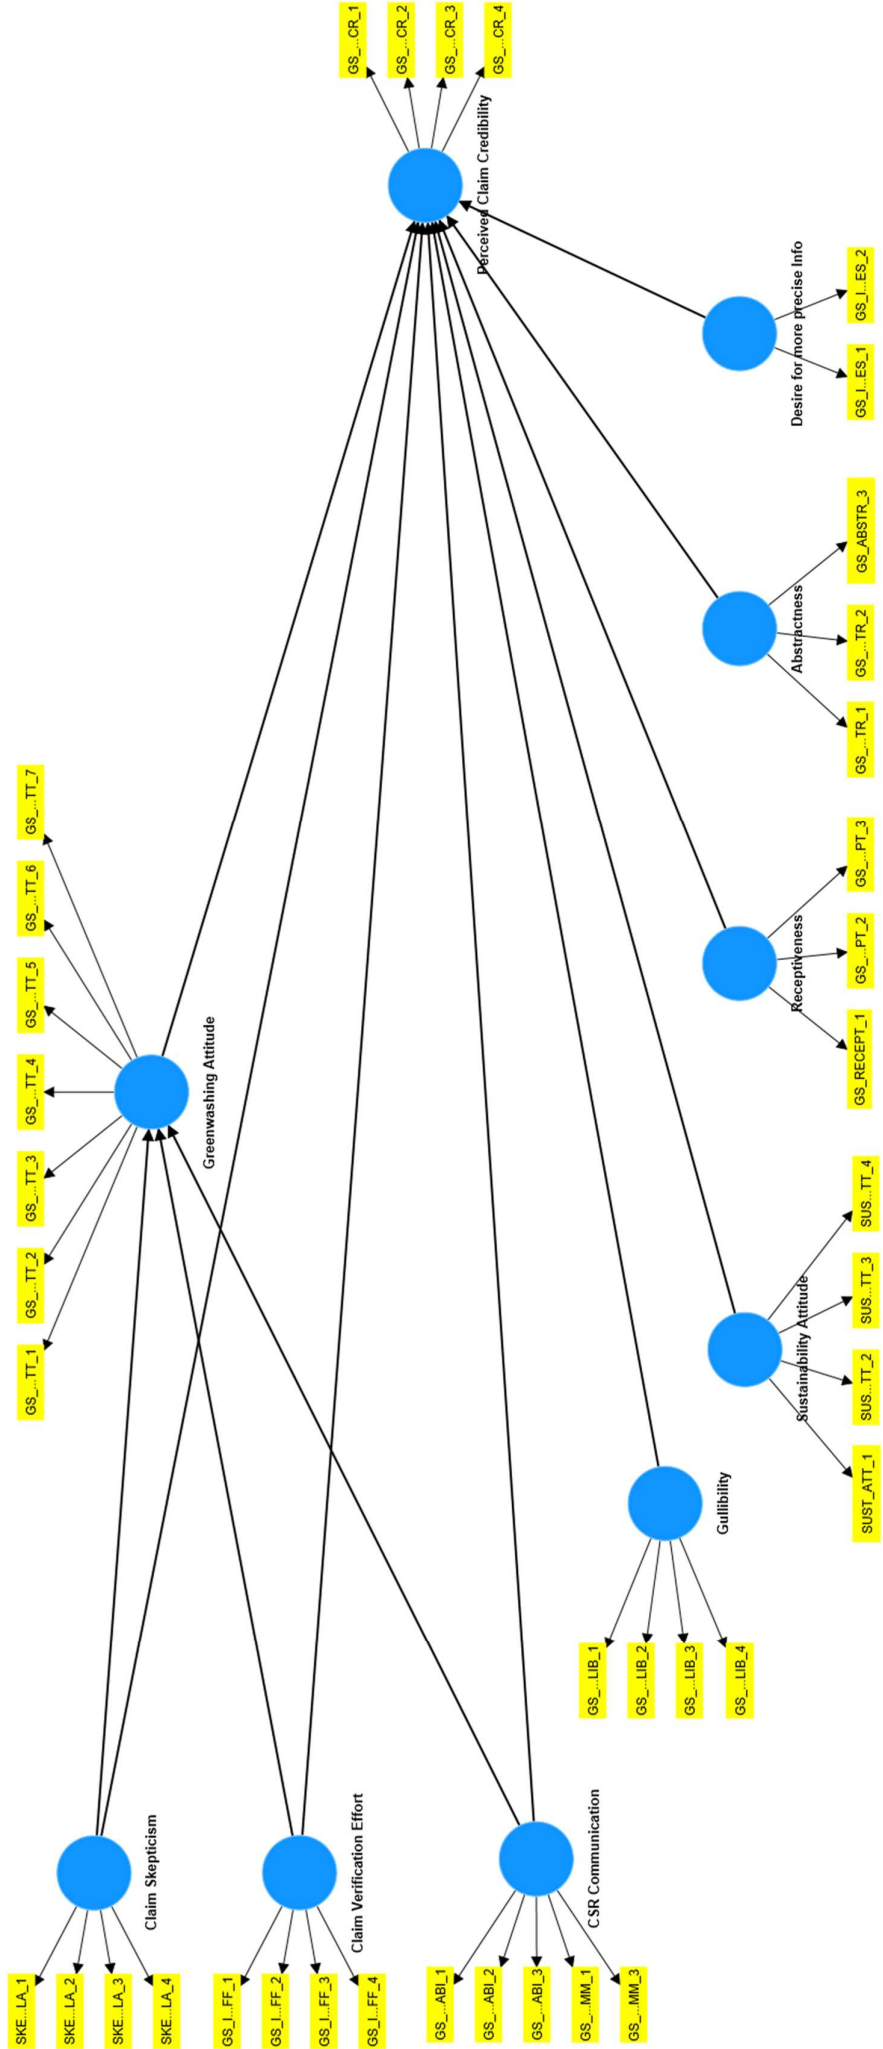 SKE...LA_1
SKE...LA_2
SKE...LA_3
SKE...LA_4
Claim Skepticism
GS_I...FF_1
GS_I...FF_2
GS_I...FF_3
GS_I...FF_4
Claim Verification Effort
GS_...ABI_1
GS_...ABI_2
GS_...ABI_3
GS_...MM_1
GS_...MM_3
CSR Communication
GS_...TT_1
GS_...TT_2
GS_...TT_3
GS_...TT_4
GS_...TT_5
GS_...TT_6
GS_...TT_7
Greenwashing Attitude
GS_...CR_1
GS_...CR_2
GS_...CR_3
GS_...CR_4
Perceived Claim Credibility
GS_...LIB_1
GS_...LIB_2
GS_...LIB_3
GS_...LIB_4
Gullibility
Sustainability Attitude
SUST_ATT_1
SUS...TT_2
SUS...TT_3
SUS...TT_4
Receptiveness
GS_RECEPT_1
GS_...PT_2
GS_...PT_3
Abstractness
GS_...TR_1
GS_...TR_2
GS_ABSTR_3
Desire for more precise Info
GS_I...ES_1
GS_I...ES_2